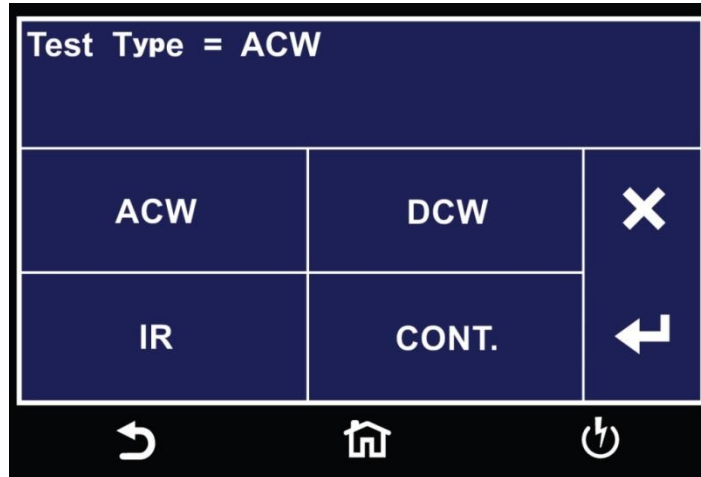 Test Type = ACW
ACW
DCW
IR
CONT.